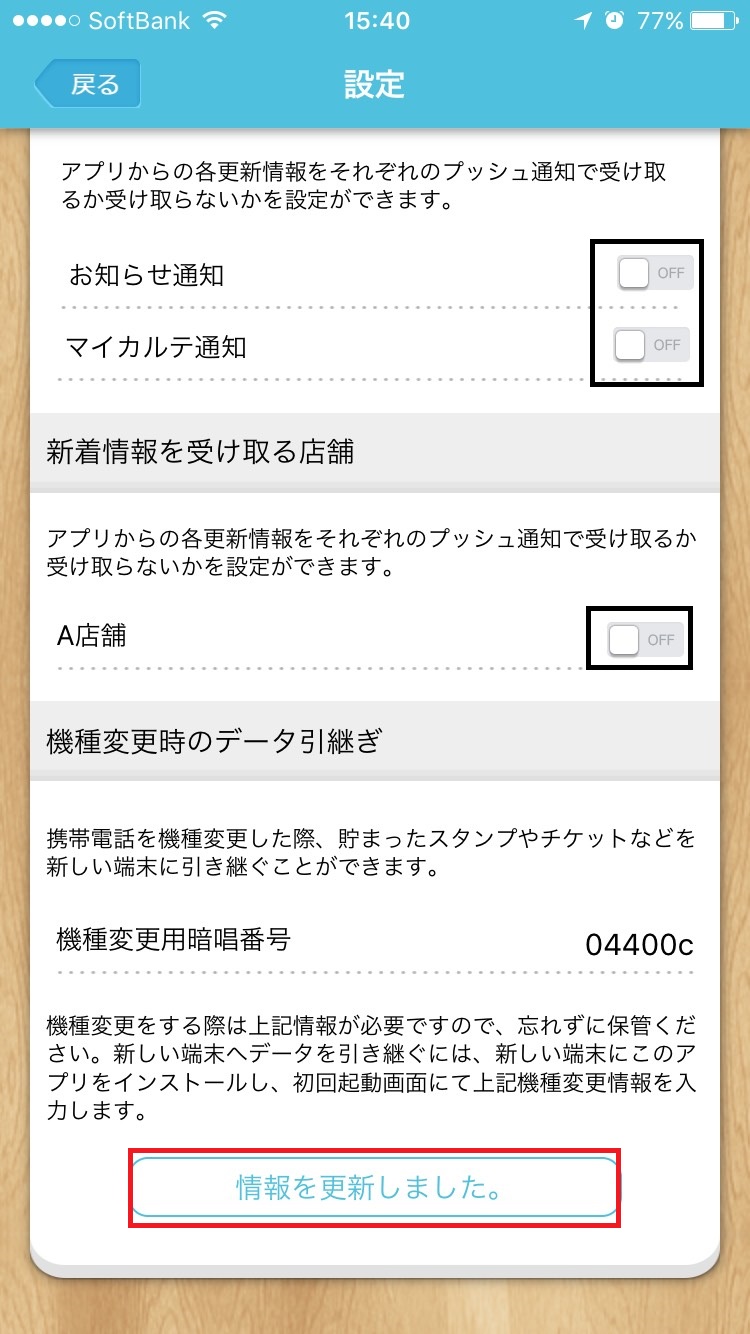 SoftBank 15:40 77%
戻る 設定
アプリからの各更新情報をそれぞれのプッシュ通知で受け取
るか受け取らないかを設定ができます。
お知らせ通知 OFF
マイカルテ通知 OFF
新着情報を受け取る店舗
アプリからの各更新情報をそれぞれのプッシュ通知で受け取るか
受け取らないかを設定ができます。
A店舗 OFF
機種変更時のデータ引継ぎ
携帯電話を機種変更した際、貯まったスタンプやチケットなどを
新しい端末に引き継ぐことができます。
機種変更用暗唱番号 04400c
機種変更をする際は上記情報が必要ですので、忘れずに保管くだ
さい。新しい端末へデータを引き継ぐには、新しい端末にこのア
プリをインストールし、初回起動画面にて上記機種変更情報を入
力します。
情報を更新しました。